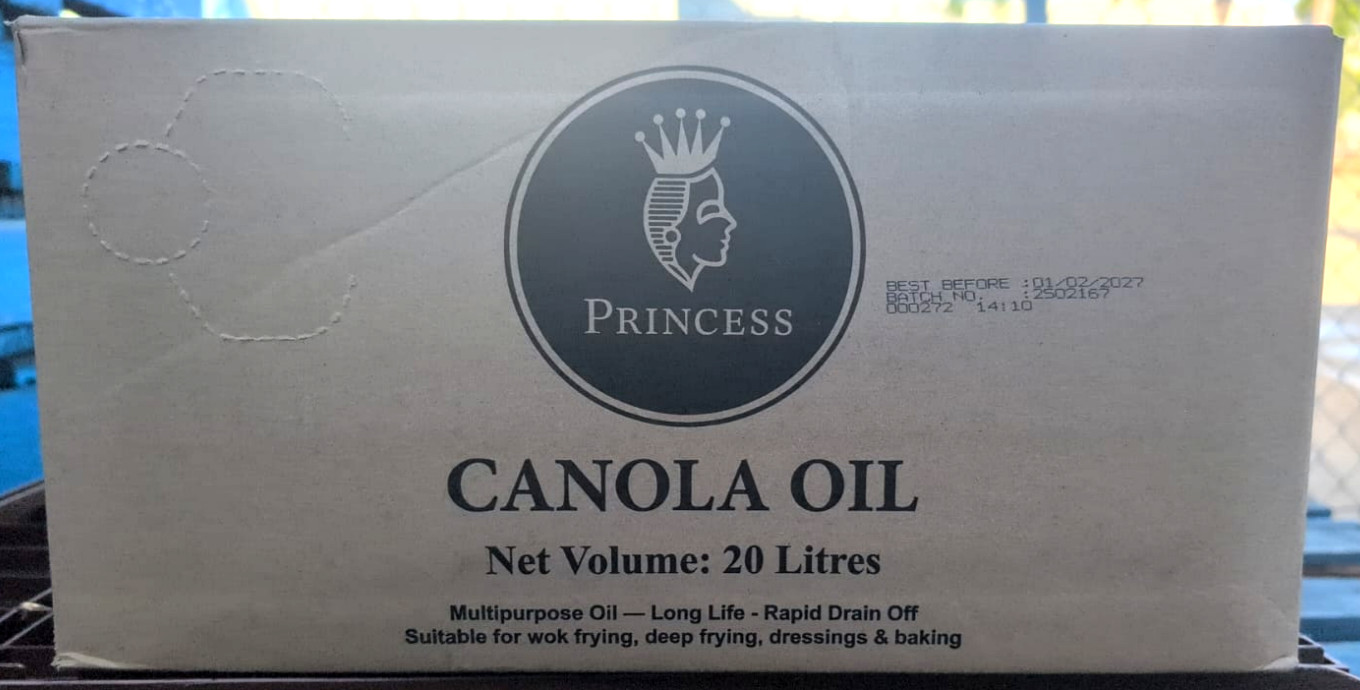 PRINCESS
BEST BEFORE :01/02/2027
BATCH NO. :2502167
000272 14:10
CANOLA OIL
Net Volume: 20 Litres
Multipurpose Oil — Long Life - Rapid Drain Off
Suitable for wok frying, deep frying, dressings & baking